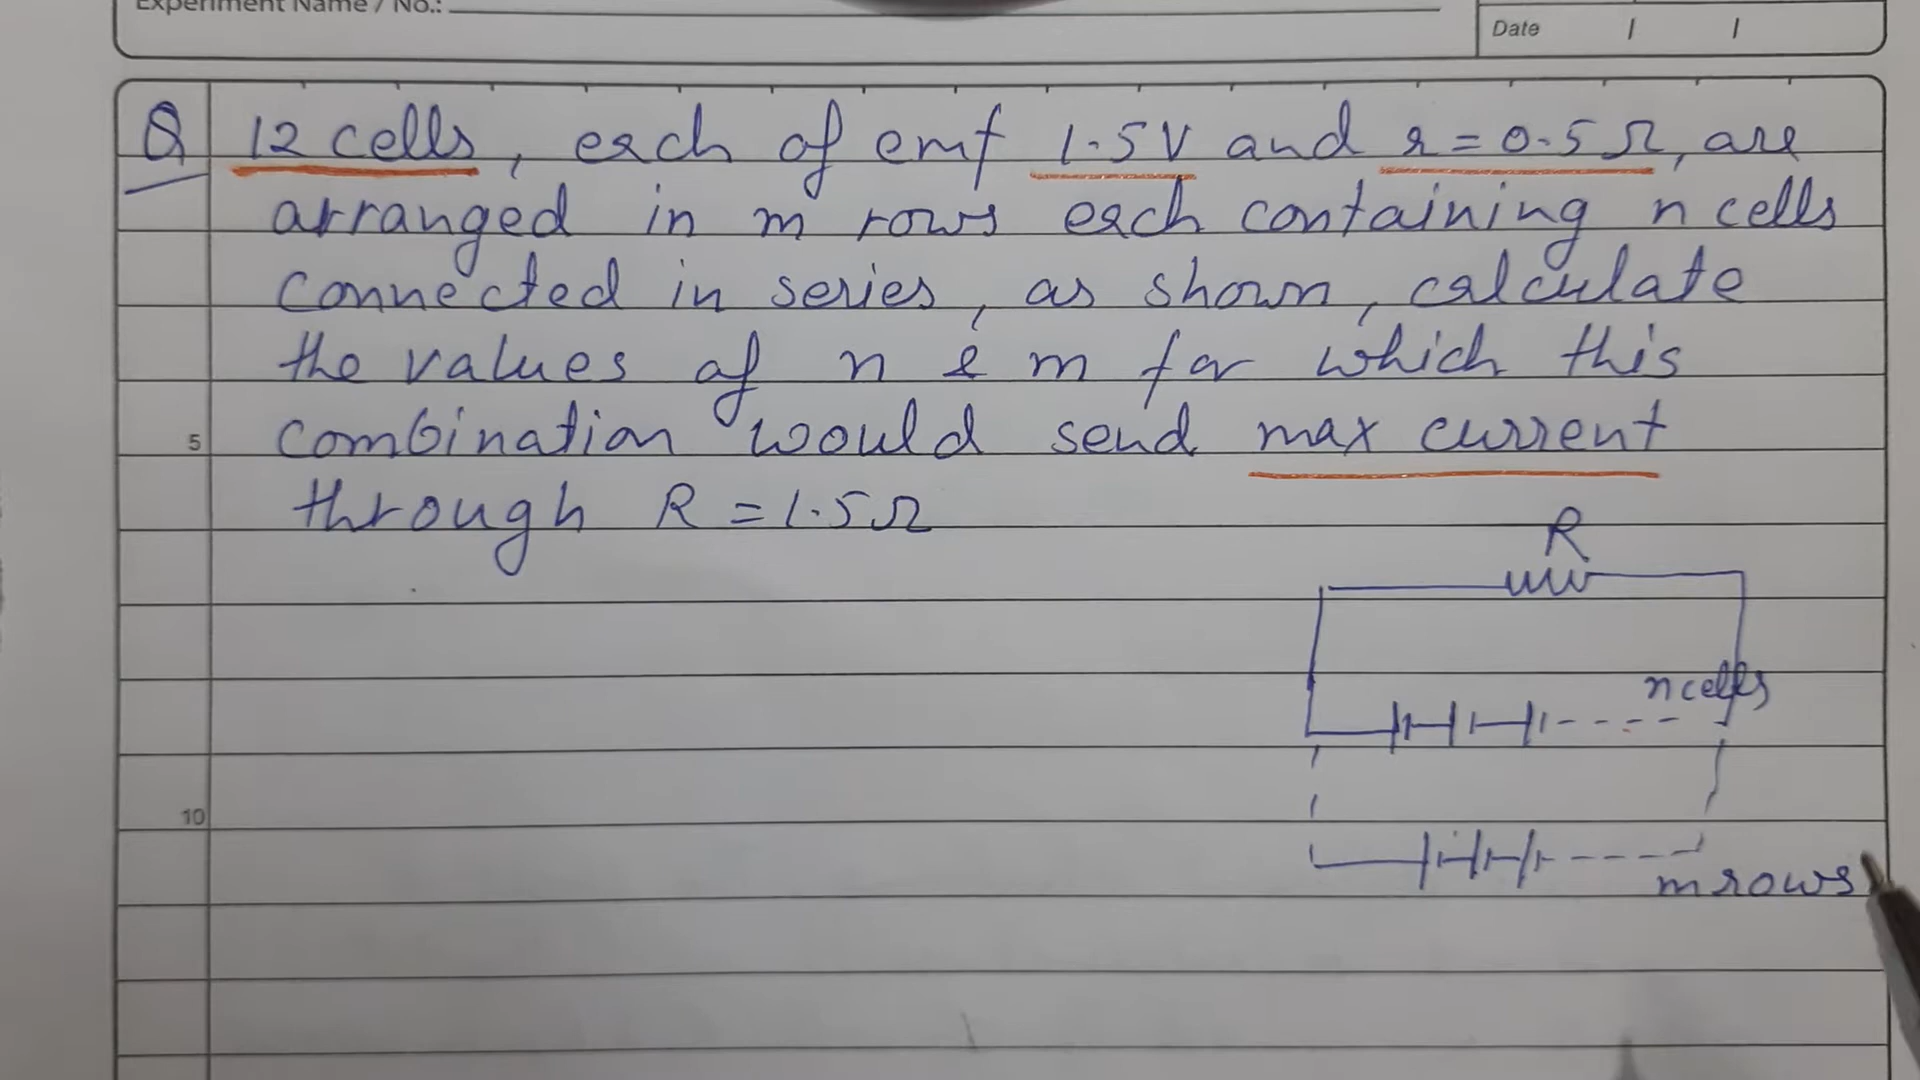 Experiment Name / No.:
Date / /
Q 12 cells, each of emf 1.5V and r = 0.5 Ω, are
arranged in m rows each containing n cells
connected in series, as shown, calculate
the values of n & m for which this
5 combination would send max current
through R = 1.5Ω
R
n cells
10
m rows